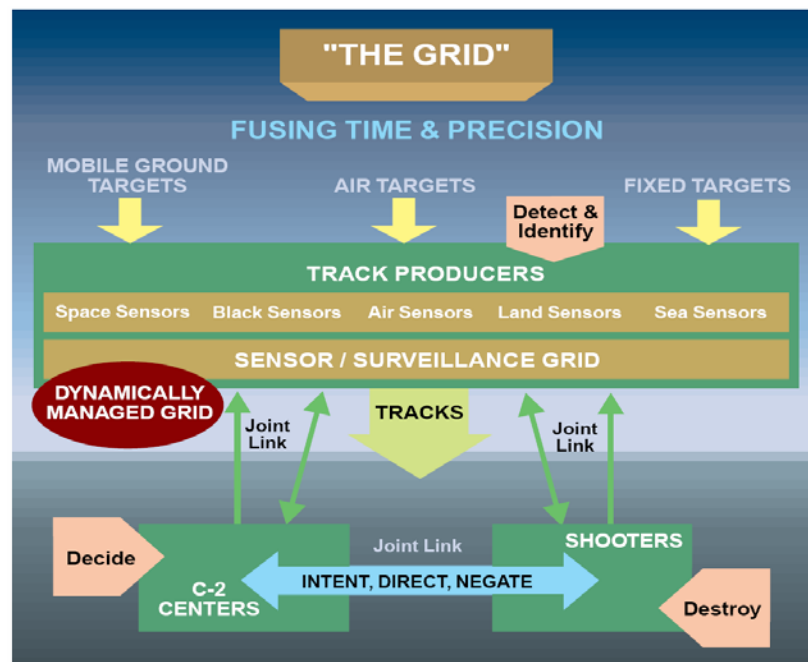 "THE GRID"
FUSING TIME & PRECISION
MOBILE GROUND
TARGETS
AIR TARGETS
FIXED TARGETS
Detect &
Identify
TRACK PRODUCERS
Space Sensors
Black Sensors
Air Sensors
Land Sensors
Sea Sensors
SENSOR / SURVEILLANCE GRID
DYNAMICALLY
MANAGED GRID
Joint
Link
TRACKS
Joint
Link
Decide
C-2
CENTERS
Joint Link
INTENT, DIRECT, NEGATE
SHOOTERS
Destroy